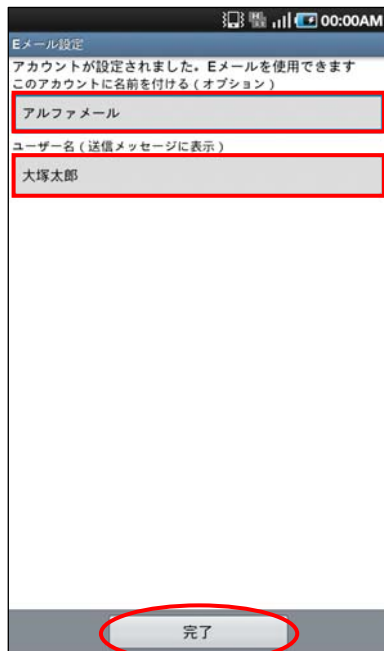 00:00AM
Eメール設定
アカウントが設定されました。Eメールを使用できます
このアカウントに名前を付ける(オプション)
アルファメール
ユーザー名(送信メッセージに表示)
大塚太郎
完了